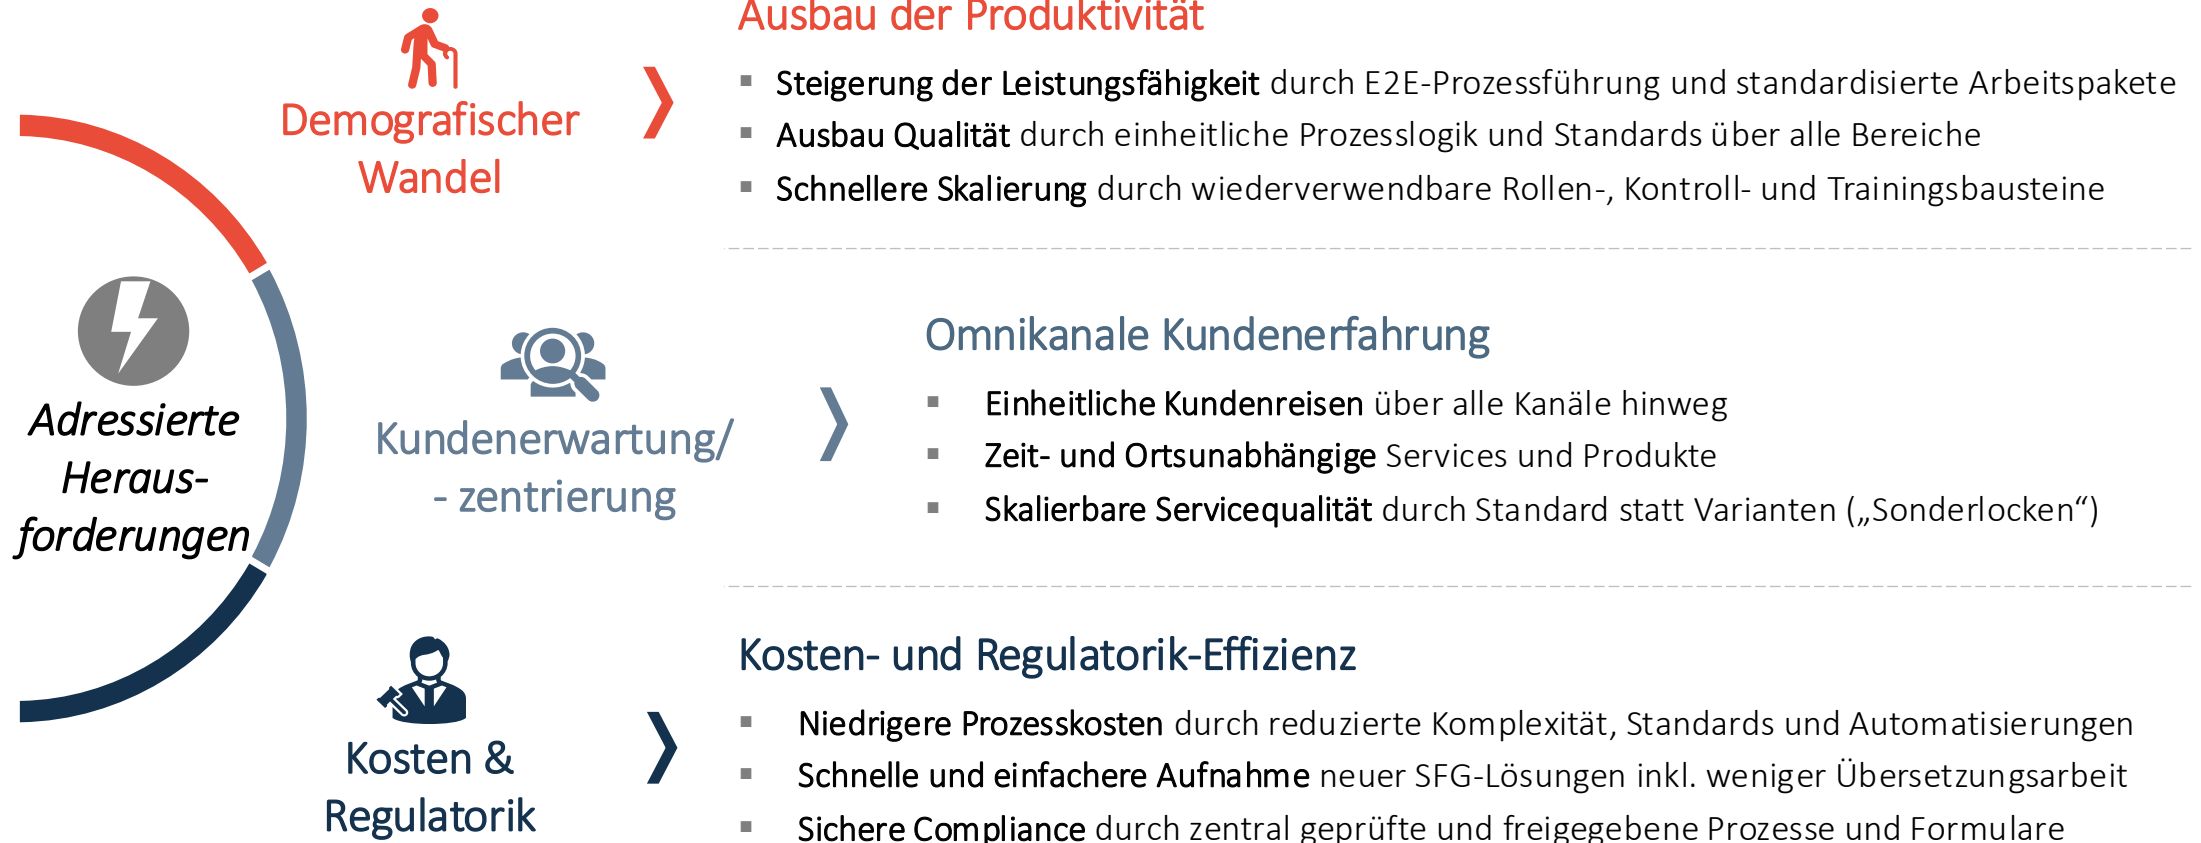 Adressierte
Heraus-
forderungen
Demografischer
Wandel
Ausbau der Produktivität
▪ Steigerung der Leistungsfähigkeit durch E2E-Prozessführung und standardisierte Arbeitspakete
▪ Ausbau Qualität durch einheitliche Prozesslogik und Standards über alle Bereiche
▪ Schnellere Skalierung durch wiederverwendbare Rollen-, Kontroll- und Trainingsbausteine
Kundenerwartung/
- zentrierung
Omnikanale Kundenerfahrung
▪ Einheitliche Kundenreisen über alle Kanäle hinweg
▪ Zeit- und Ortsunabhängige Services und Produkte
▪ Skalierbare Servicequalität durch Standard statt Varianten („Sonderlocken“)
Kosten &
Regulatorik
Kosten- und Regulatorik-Effizienz
▪ Niedrigere Prozesskosten durch reduzierte Komplexität, Standards und Automatisierungen
▪ Schnelle und einfachere Aufnahme neuer SFG-Lösungen inkl. weniger Übersetzungsarbeit
▪ Sichere Compliance durch zentral geprüfte und freigegebene Prozesse und Formulare